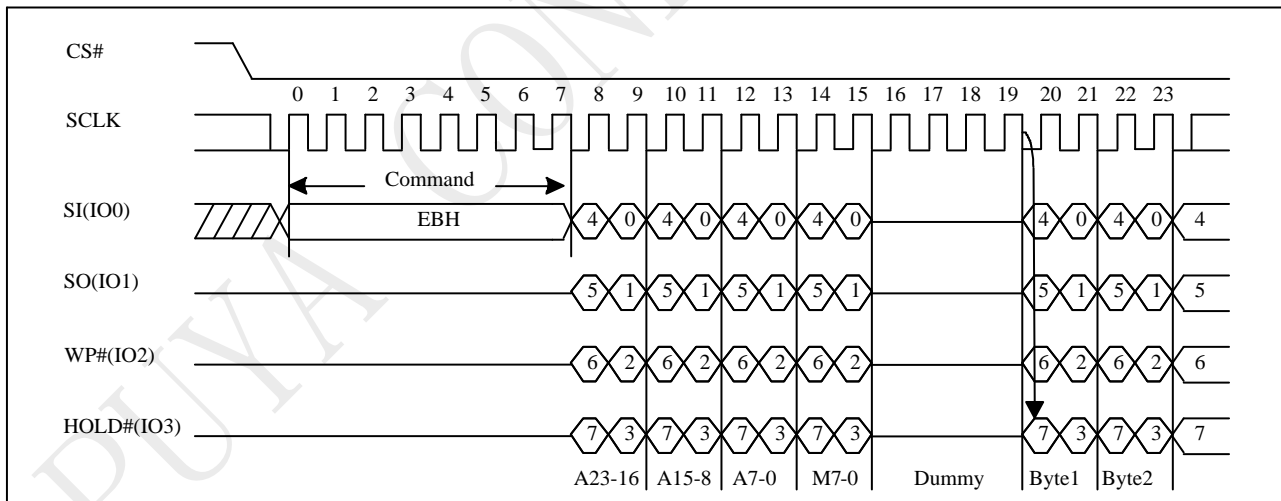 CS#
0 1 2 3 4 5 6 7 8 9 10 11 12 13 14 15 16 17 18 19 20 21 22 23
SCLK
Command
SI(IO0) EBH 4 0 4 0 4 0 4 0 4 0 4 0 4
SO(IO1) 5 1 5 1 5 1 5 1 5 1 5 1 5
WP#(IO2) 6 2 6 2 6 2 6 2 6 2 6 2 6
HOLD#(IO3) 7 3 7 3 7 3 7 3 7 3 7 3 7
A23-16 A15-8 A7-0 M7-0 Dummy Byte1 Byte2
PUYA CON